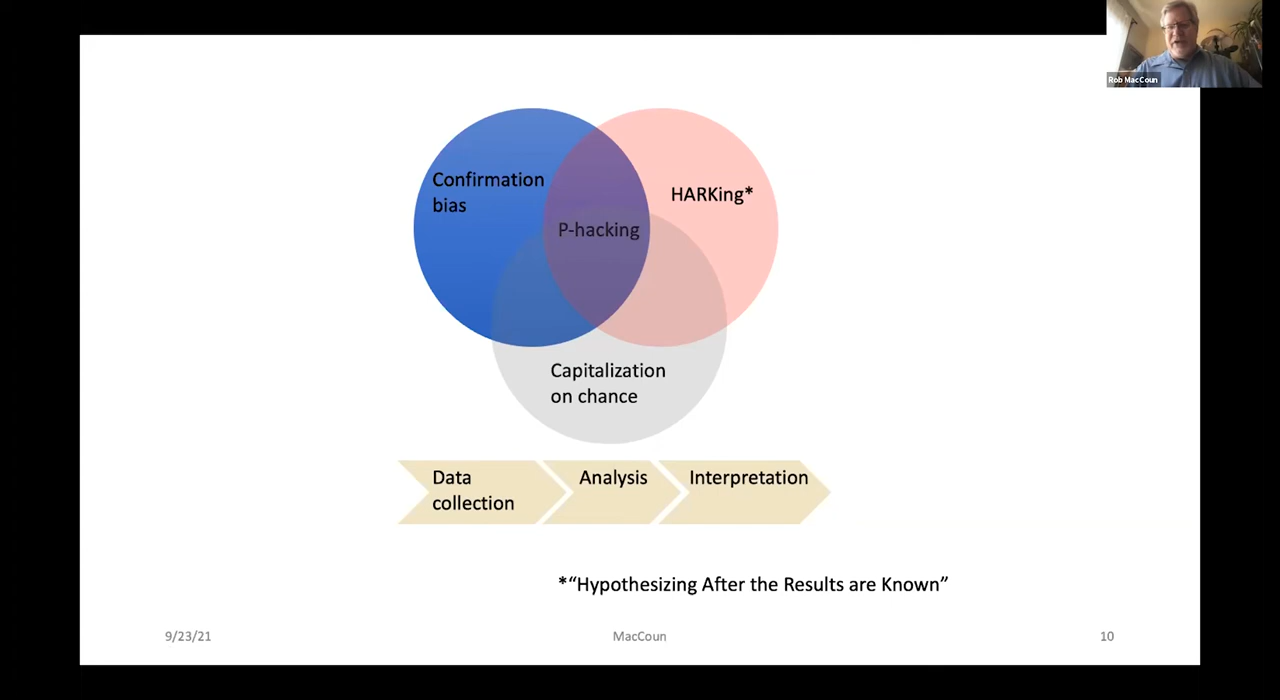 Rob MacCoun
Confirmation
bias
HARKing*
P-hacking
Capitalization
on chance
Data
collection
Analysis
Interpretation
*“Hypothesizing After the Results are Known”
9/23/21
MacCoun
10